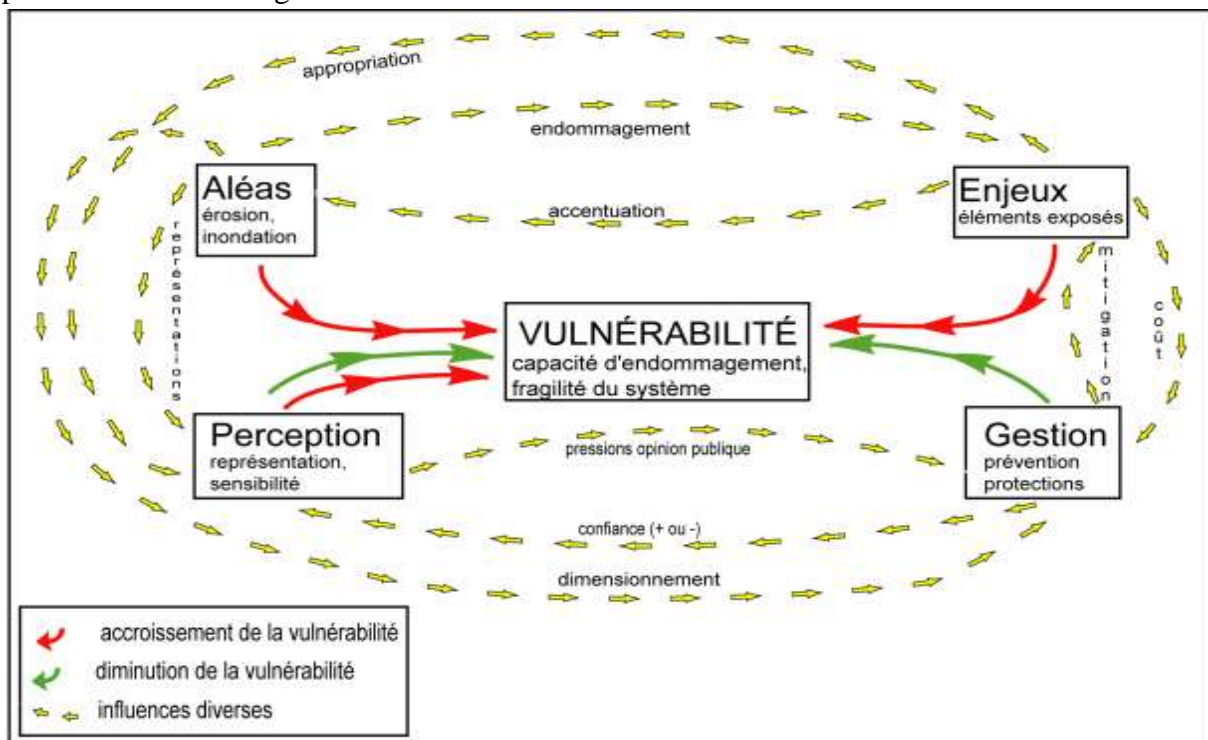 appropriation
endommagement
Aléas
érosion,
inondation
Enjeux
éléments exposés
accentuation
représentations
mitigation
coût
VULNÉRABILITÉ
capacité d'endommagement,
fragilité du système
Perception
représentation,
sensibilité
Gestion
prévention
protections
pressions opinion publique
confiance (+ ou -)
dimensionnement
accroissement de la vulnérabilité
diminution de la vulnérabilité
influences diverses